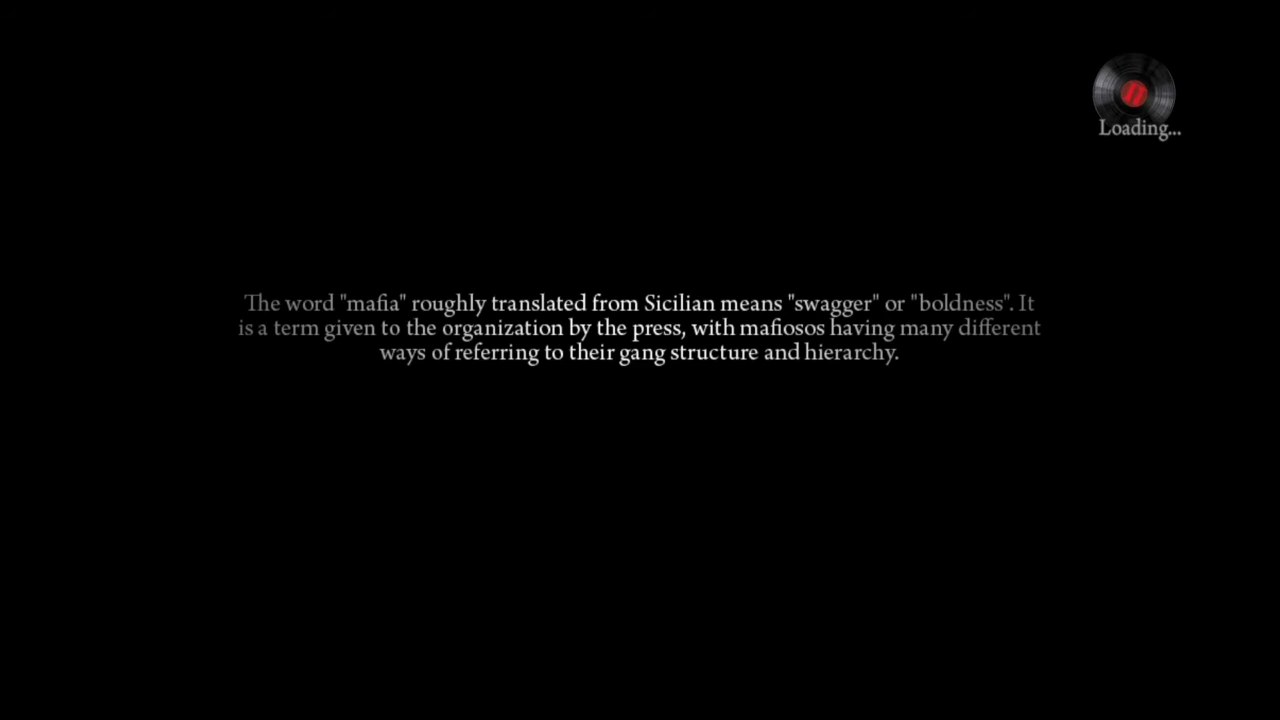 Loading...
The word "mafia" roughly translated from Sicilian means "swagger" or "boldness". It
is a term given to the organization by the press, with mafiosos having many different
ways of referring to their gang structure and hierarchy.